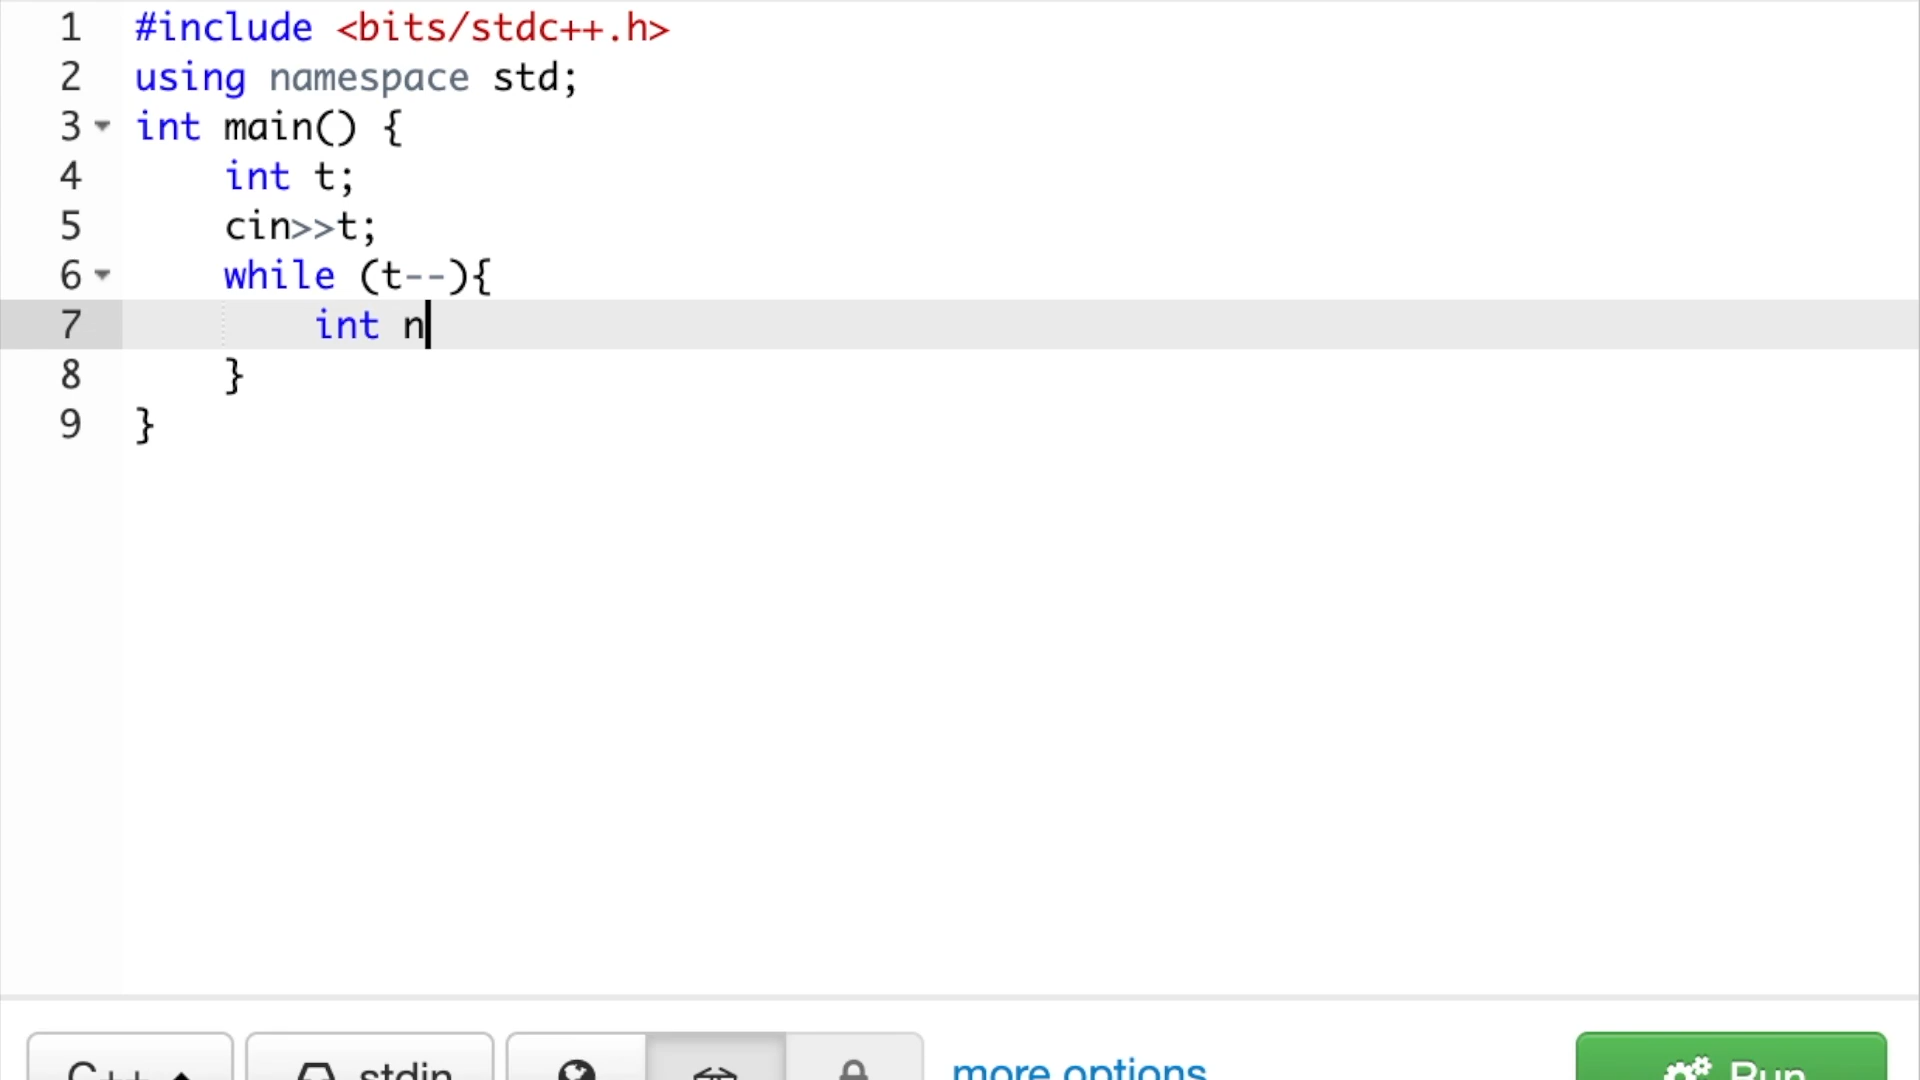 1 #include <bits/stdc++.h>
2 using namespace std;
3 int main() {
4 int t;
5 cin>>t;
6 while (t--){
7 int n
8 }
9 }
C++ stdin more options Run